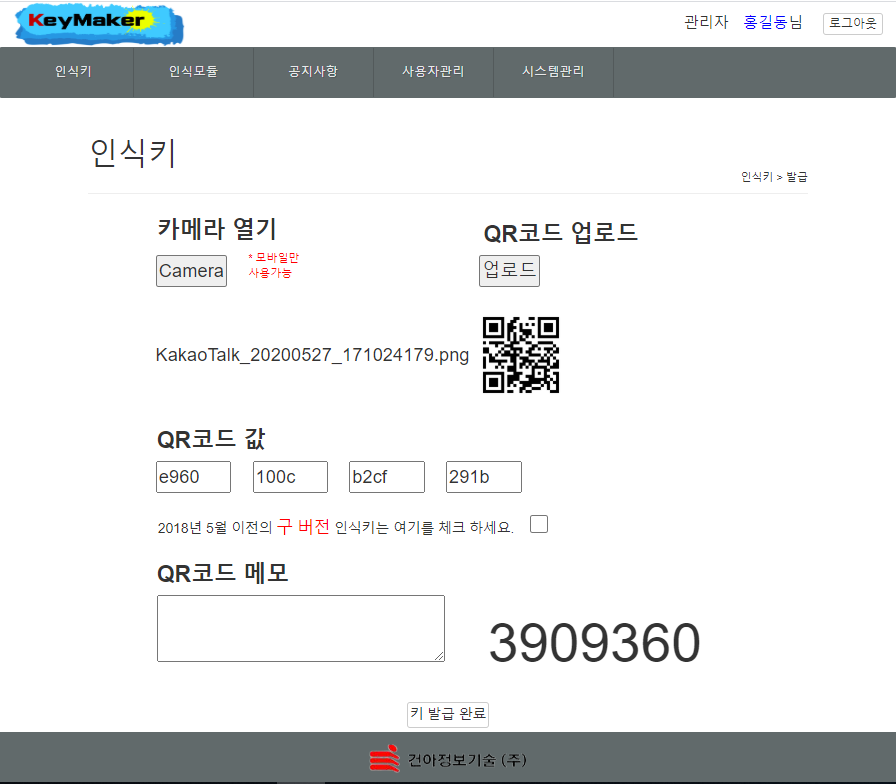 KeyMaker
관리자 홍길동님 로그아웃
인식키 인식모듈 공지사항 사용자관리 시스템관리
인식키
인식키 > 발급
카메라 열기
Camera
* 모바일만
사용가능
QR코드 업로드
업로드
KakaoTalk_20200527_171024179.png
QR코드 값
e960 100c b2cf 291b
2018년 5월 이전의 구 버전 인식키는 여기를 체크 하세요.
QR코드 메모
3909360
키 발급 완료
건아정보기술 (주)